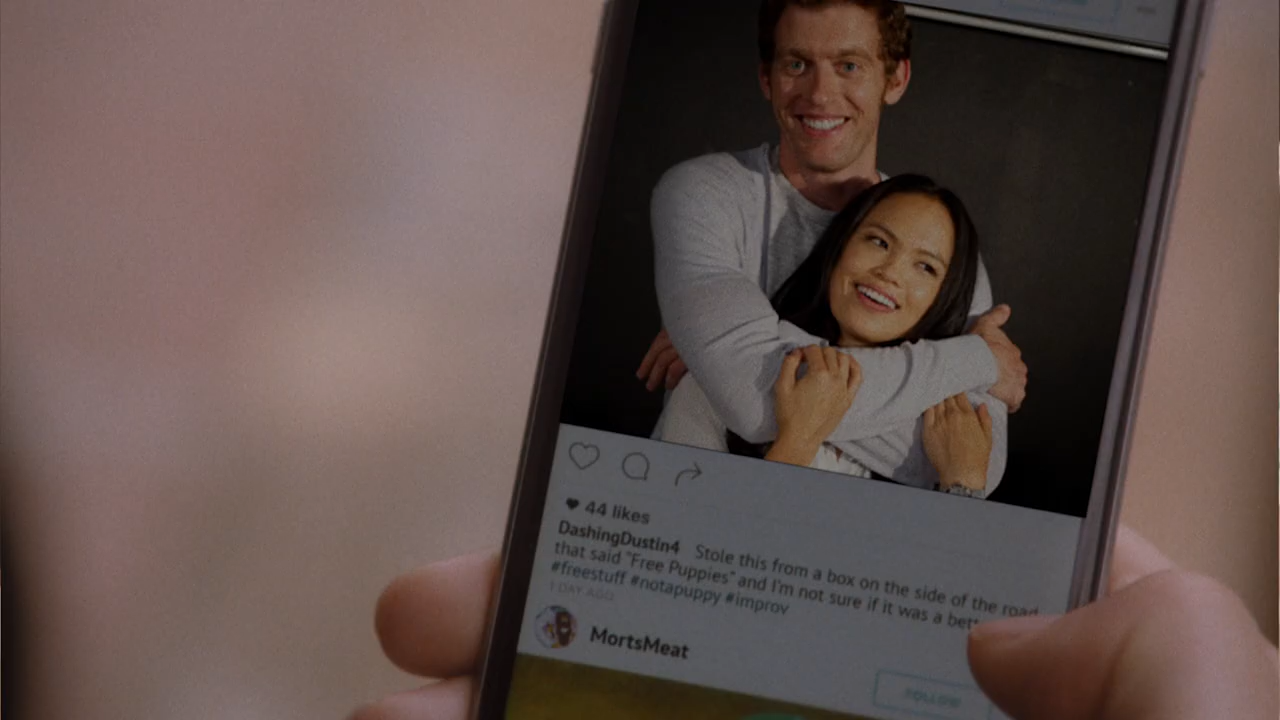 44 likes
DashingDustin4 Stole this from a box on the side of the road
that said "Free Puppies" and I'm not sure if it was a
#freestuff #notapuppy #improv
1 DAY AGO
MortsMeat
FOLLOW